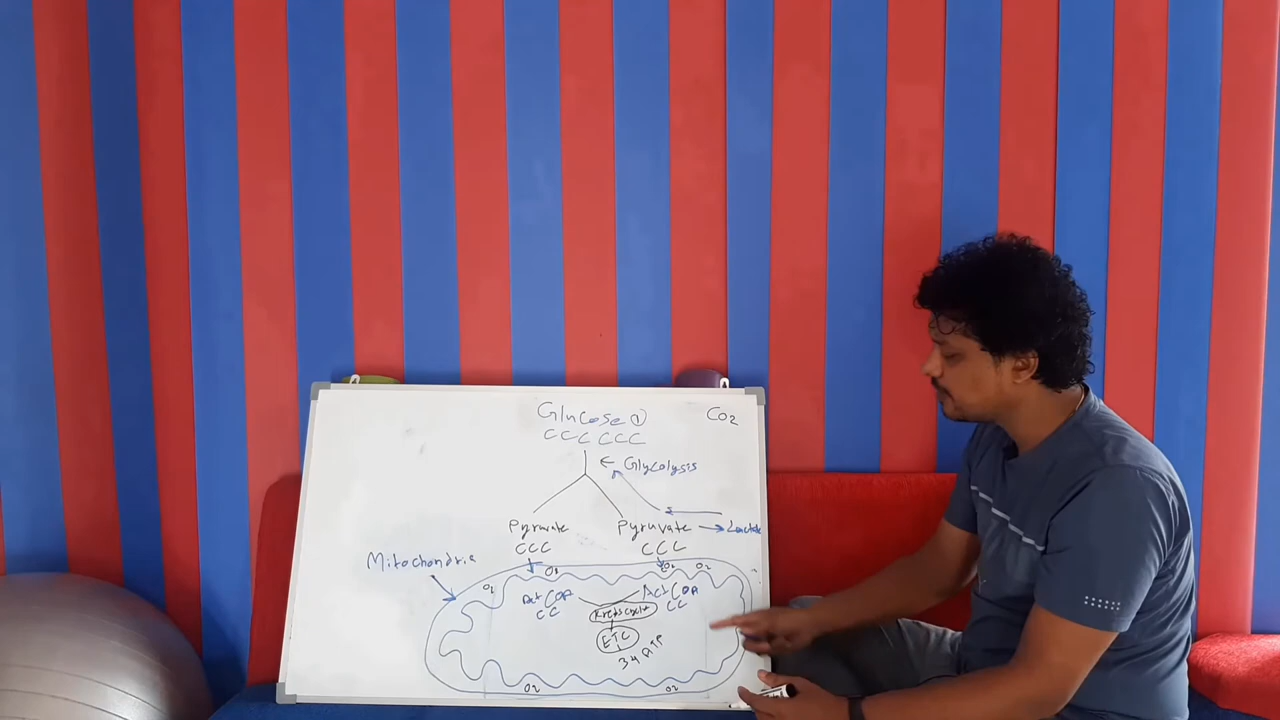 Glucose ① CO2
CCC CCC
← Glycolysis
Pyruvate Pyruvate → Lactate
CCC CCC
Mitochondria
O2 O2 O2 O2
Act COA Act COA
CC CC
Krebs cycle
ETC
34 ATP
O2 O2